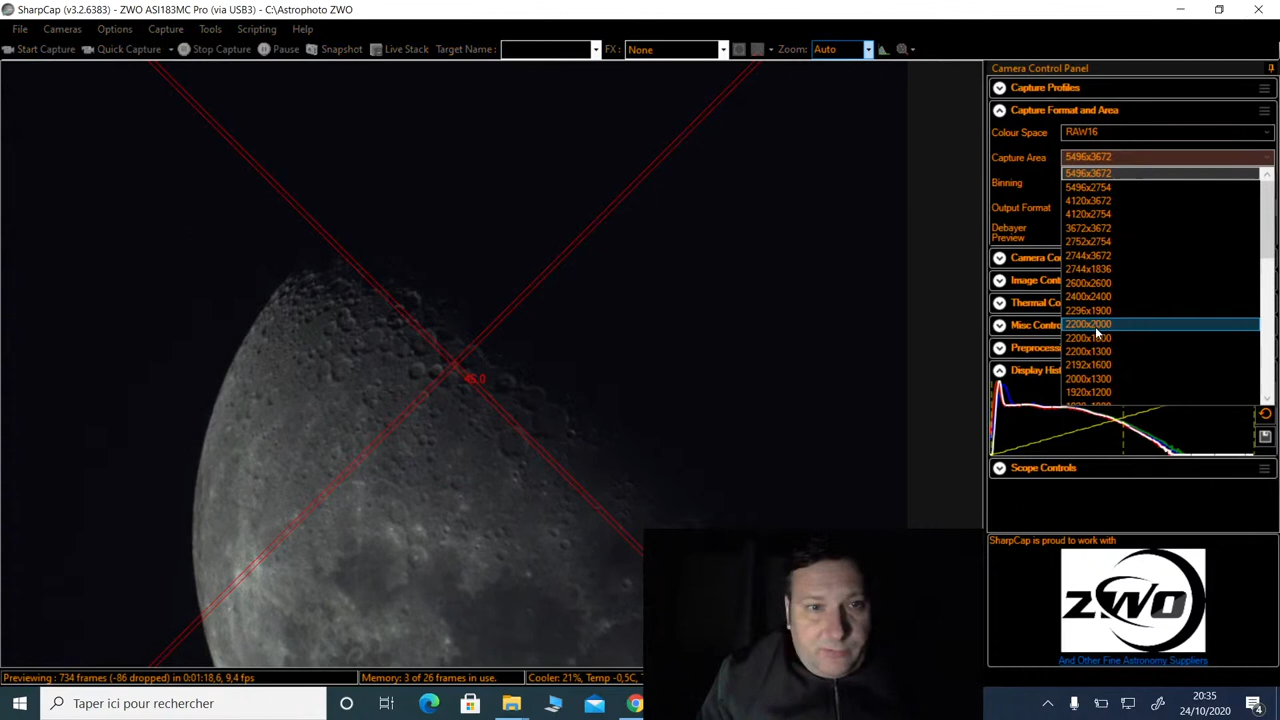 SharpCap (v3.2.6383) - ZWO ASI183MC Pro (via USB3) - C:\Astrophoto ZWO
File Cameras Options Capture Tools Scripting Help
Start Capture Quick Capture Stop Capture Pause Snapshot Live Stack Target Name : FX : None Zoom: Auto
Camera Control Panel
Capture Profiles
Capture Format and Area
Colour Space RAW16
Capture Area 5496x3672
5496x3672
Binning
5496x2754
4120x3672
Output Format
4120x2754
Debayer Preview
3672x3672
2752x2754
Camera Co
2744x3672
2744x1836
Image Cont
2600x2600
2400x2400
Thermal Co
2296x1900
Misc Contro
2200x2000
2200x1
2200x1300
Preprocess
2192x1600
Display His
2000x1300
1920x1200
45.0
Scope Controls
SharpCap is proud to work with
ZWO
And Other Fine Astronomy Suppliers
Previewing : 734 frames (-86 dropped) in 0:01:18,6, 9,4 fps Memory: 3 of 26 frames in use. Cooler: 21%, Temp -0,5C,
Taper ici pour rechercher
20:35
24/10/2020
4